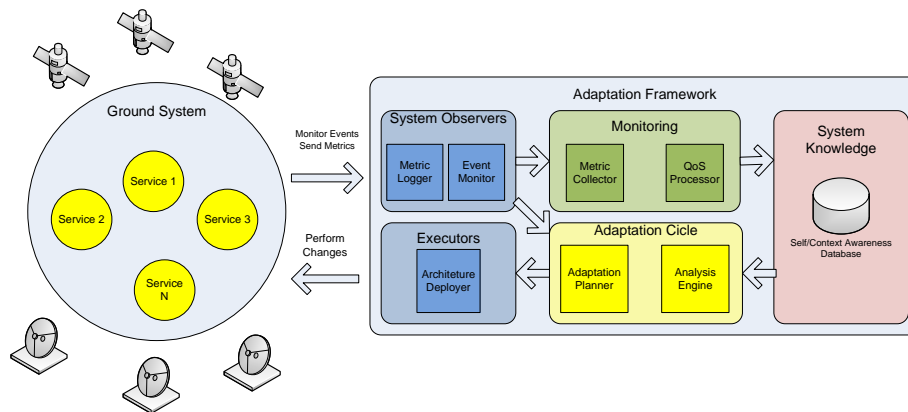 Ground System
Service 1
Service 2
Service 3
Service
N
Monitor Events
Send Metrics
Perform
Changes
Adaptation Framework
System Observers
Metric
Logger
Event
Monitor
Monitoring
Metric
Collector
QoS
Processor
System
Knowledge
Self/Context Awareness
Database
Executors
Architeture
Deployer
Adaptation Cicle
Adaptation
Planner
Analysis
Engine